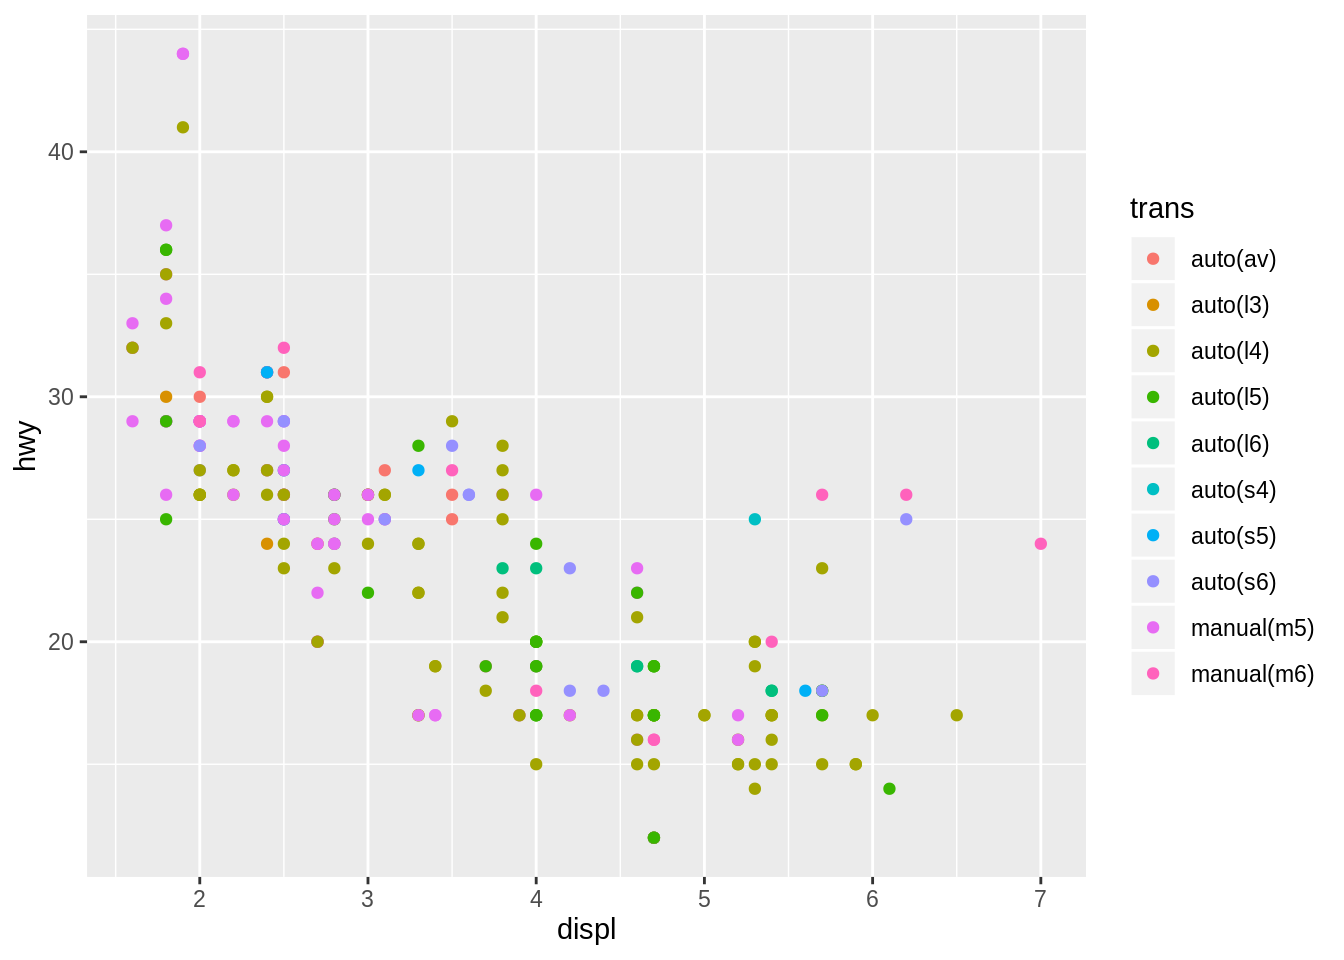 40
30
20
hwy
2 3 4 5 6 7
displ
trans
auto(av)
auto(l3)
auto(l4)
auto(l5)
auto(l6)
auto(s4)
auto(s5)
auto(s6)
manual(m5)
manual(m6)